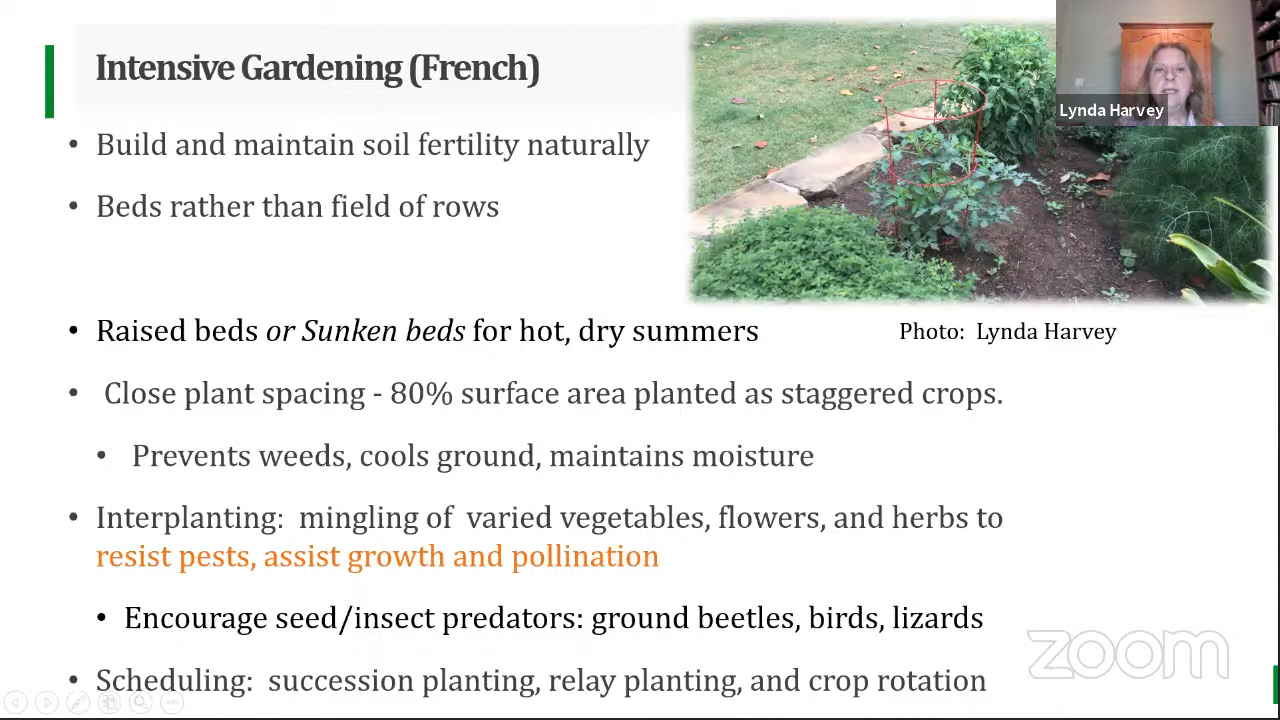 Intensive Gardening (French)
Lynda Harvey
• Build and maintain soil fertility naturally
• Beds rather than field of rows
• Raised beds or Sunken beds for hot, dry summers
Photo: Lynda Harvey
• Close plant spacing - 80% surface area planted as staggered crops.
• Prevents weeds, cools ground, maintains moisture
• Interplanting: mingling of varied vegetables, flowers, and herbs to
resist pests, assist growth and pollination
• Encourage seed/insect predators: ground beetles, birds, lizards
zoom
• Scheduling: succession planting, relay planting, and crop rotation